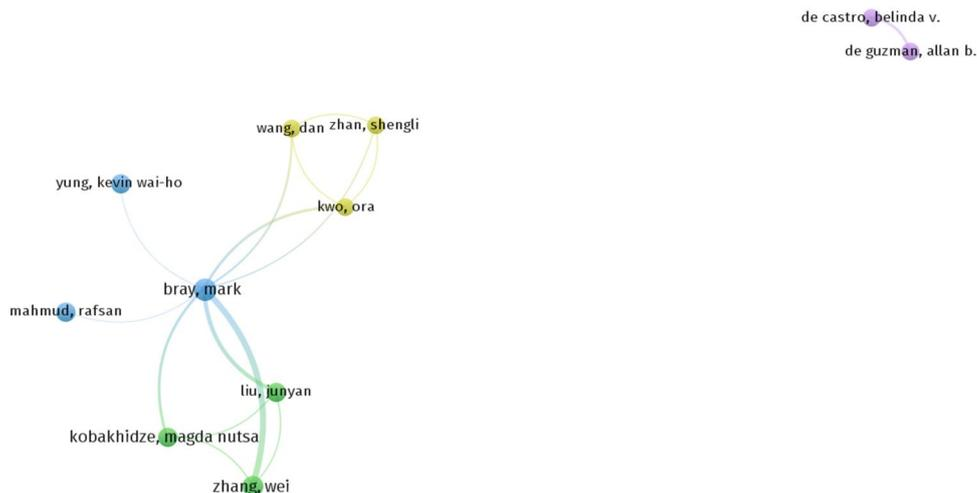 de castro, belinda v.
de guzman, allan b.
wang, dan
zhan, shengli
yung, kevin wai-ho
kwo, ora
bray, mark
mahmud, rafsan
liu, junyan
kobakhidze, magda nutsa
zhang, wei